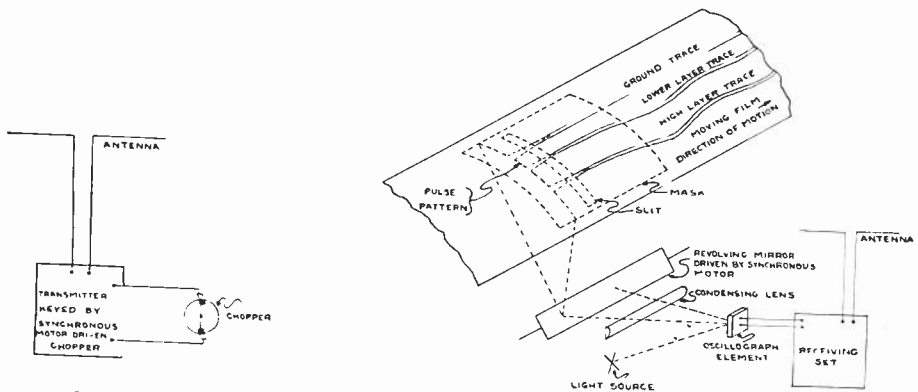 ANTENNA
TRANSMITTER
KEYED BY
SYNCHRONOUS
MOTOR DRIVEN
CHOPPER
CHOPPER
GROUND TRACE
LOWER LAYER TRACE
HIGH LAYER TRACE
MOVING FILM
DIRECTION OF MOTION
PULSE
PATTERN
MASK
SLIT
ANTENNA
REVOLVING MIRROR
DRIVEN BY SYNCHRONOUS
MOTOR
CONDENSING LENS
OSCILLOGRAPH
ELEMENT
RECEIVING
SET
LIGHT SOURCE